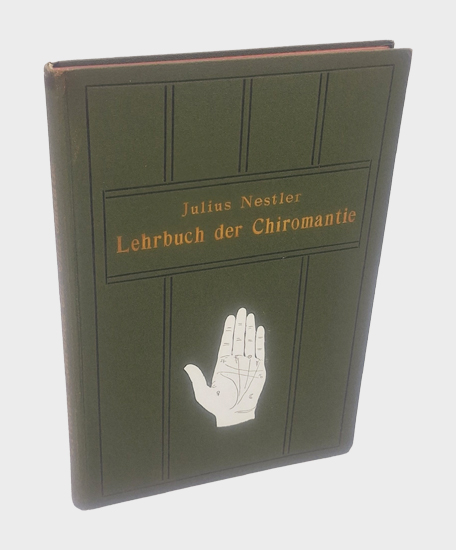 Julius Nestler
Lehrbuch der Chiromantie